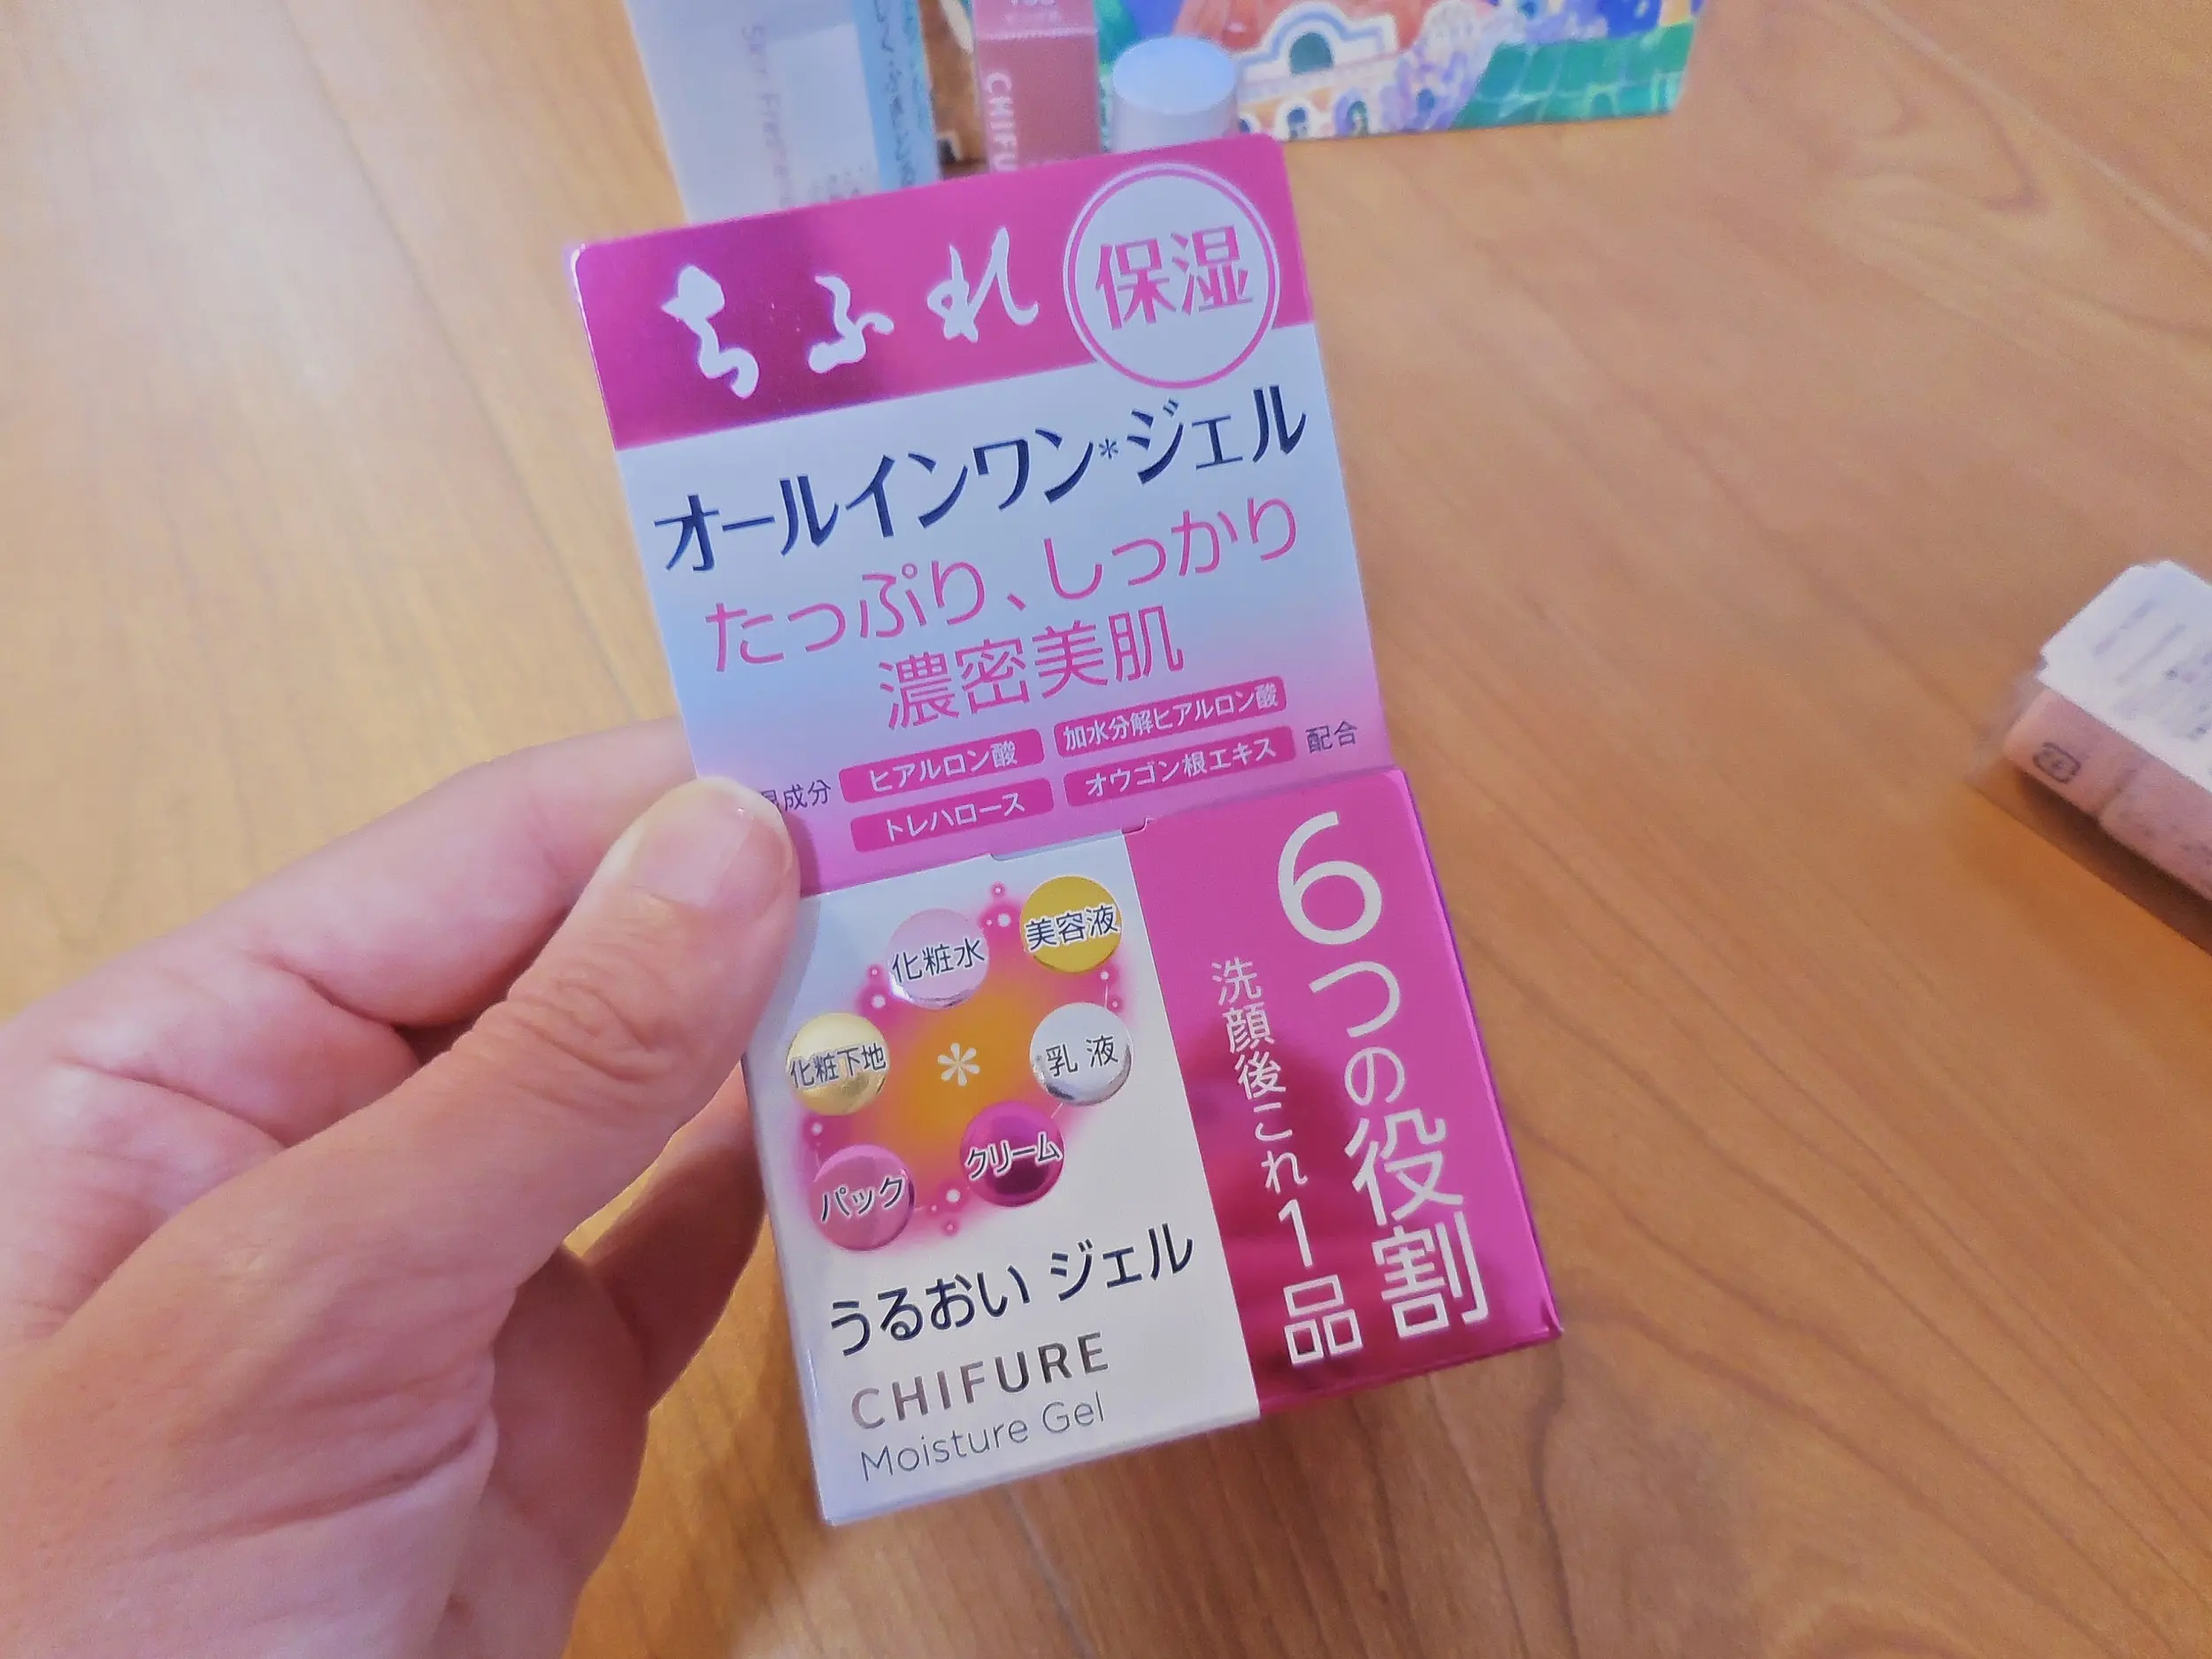 CHIFU
ちふれ
保湿
オールインワン*ジェル
たっぷり、しっかり
濃密美肌
成分
ヒアルロン酸
加水分解ヒアルロン酸
トレハロース
オウゴン根エキス
配合
化粧水
美容液
化粧下地
乳液
パック
クリーム
*
うるおい ジェル
CHIFURE
Moisture Gel
6つの役割
洗顔後これ1品